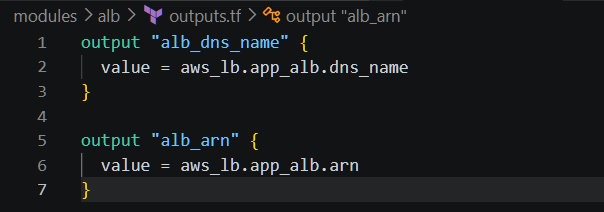 modules > alb > outputs.tf > output "alb_arn"
1 output "alb_dns_name" {
2   value = aws_lb.app_alb.dns_name
3 }
4
5 output "alb_arn" {
6   value = aws_lb.app_alb.arn
7 }